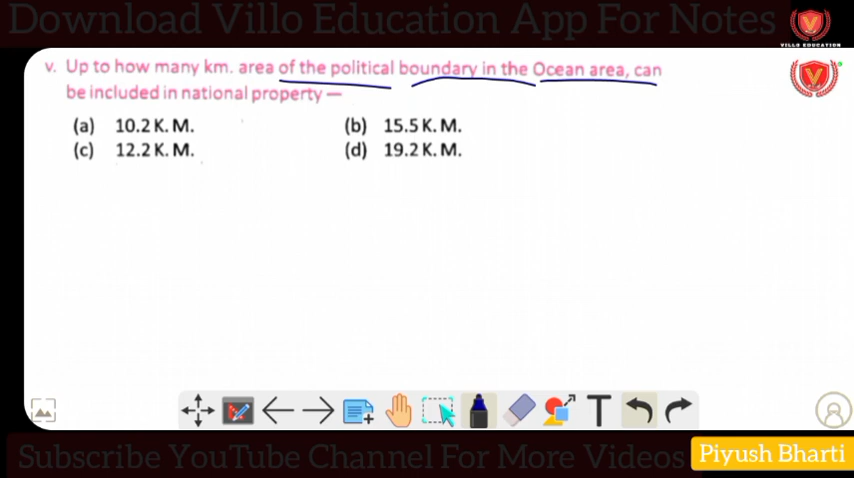 Download Villo Education App For Notes
VILLO EDUCATION
v. Up to how many km. area of the political boundary in the Ocean area, can
be included in national property —
(a) 10.2 K. M. (b) 15.5 K. M.
(c) 12.2 K. M. (d) 19.2 K. M.
T
Subscribe YouTube Channel For More Videos
Piyush Bharti